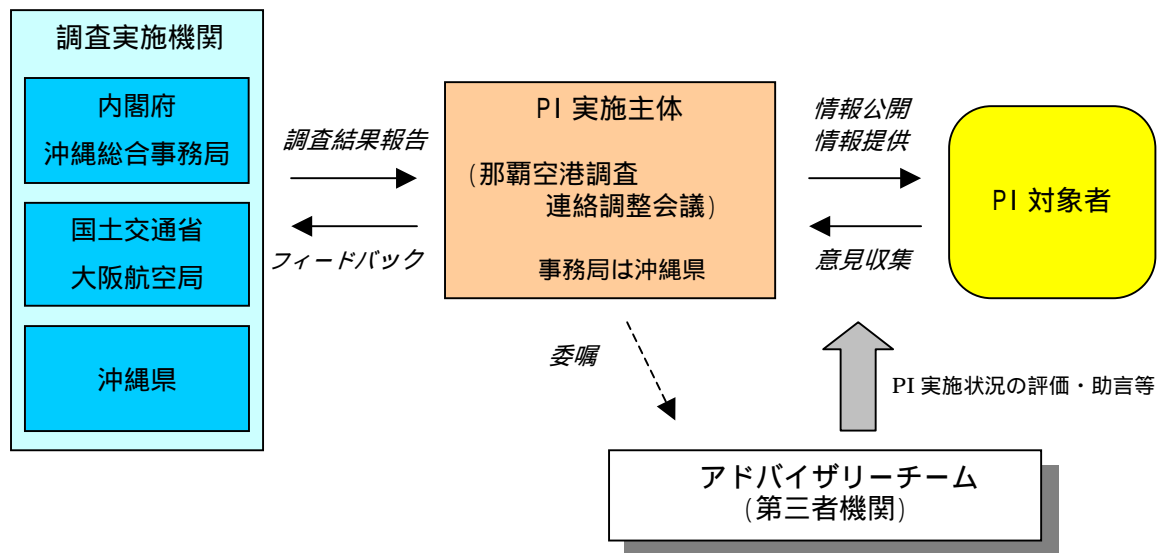 調査実施機関
内閣府
沖縄総合事務局
国土交通省
大阪航空局
沖縄県
調査結果報告
フィードバック
PI 実施主体
(那覇空港調査
連絡調整会議)
事務局は沖縄県
情報公開
情報提供
意見収集
PI 対象者
委嘱
PI 実施状況の評価・助言等
アドバイザリーチーム
(第三者機関)